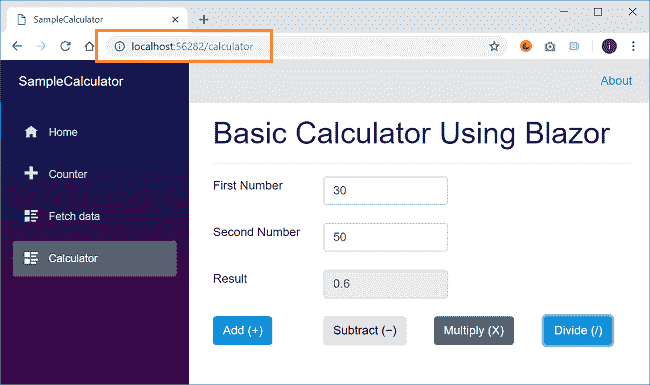 SampleCalculator
localhost:56282/calculator
SampleCalculator
About
Home
Counter
Fetch data
Calculator
Basic Calculator Using Blazor
First Number 30
Second Number 50
Result 0.6
Add (+) Subtract (−) Multiply (X) Divide (/)